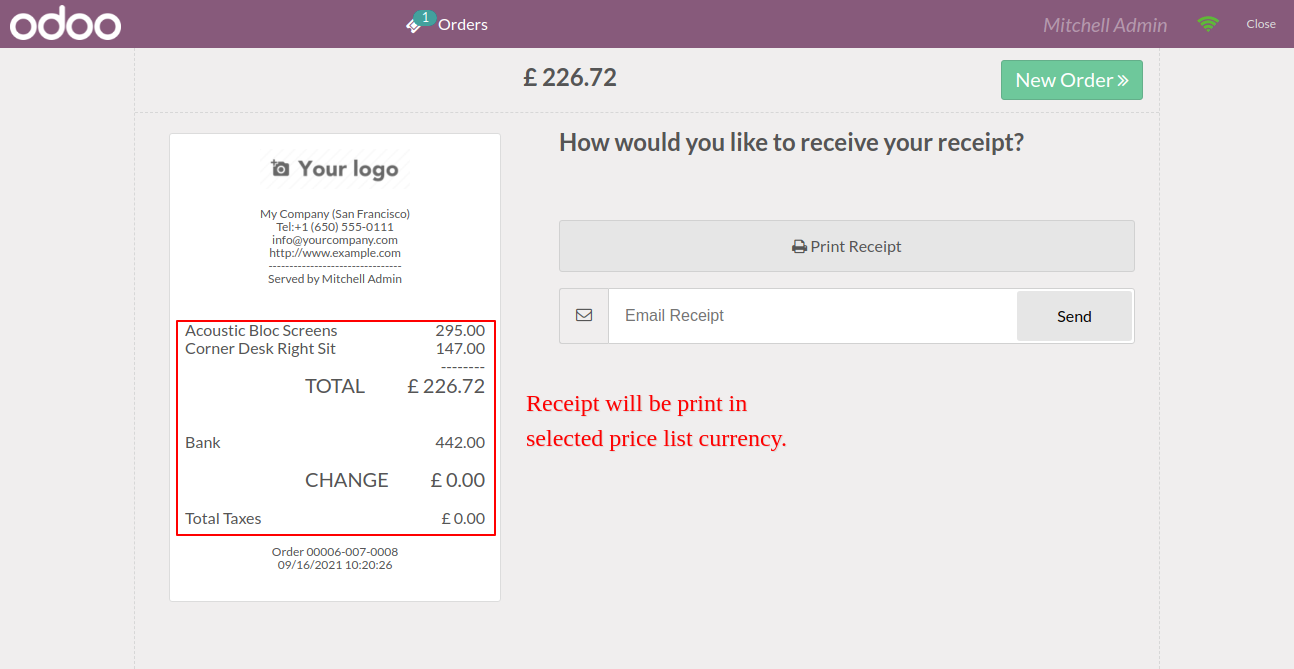 odoo
1
Orders
Mitchell Admin
Close
£ 226.72
New Order »
Your logo
My Company (San Francisco)
Tel:+1 (650) 555-0111
info@yourcompany.com
http://www.example.com
--------------------------------
Served by Mitchell Admin
Acoustic Bloc Screens 295.00
Corner Desk Right Sit 147.00
--------
TOTAL £ 226.72
Bank 442.00
CHANGE £ 0.00
Total Taxes £ 0.00
Order 00006-007-0008
09/16/2021 10:20:26
How would you like to receive your receipt?
Print Receipt
Email Receipt
Send
Receipt will be print in
selected price list currency.